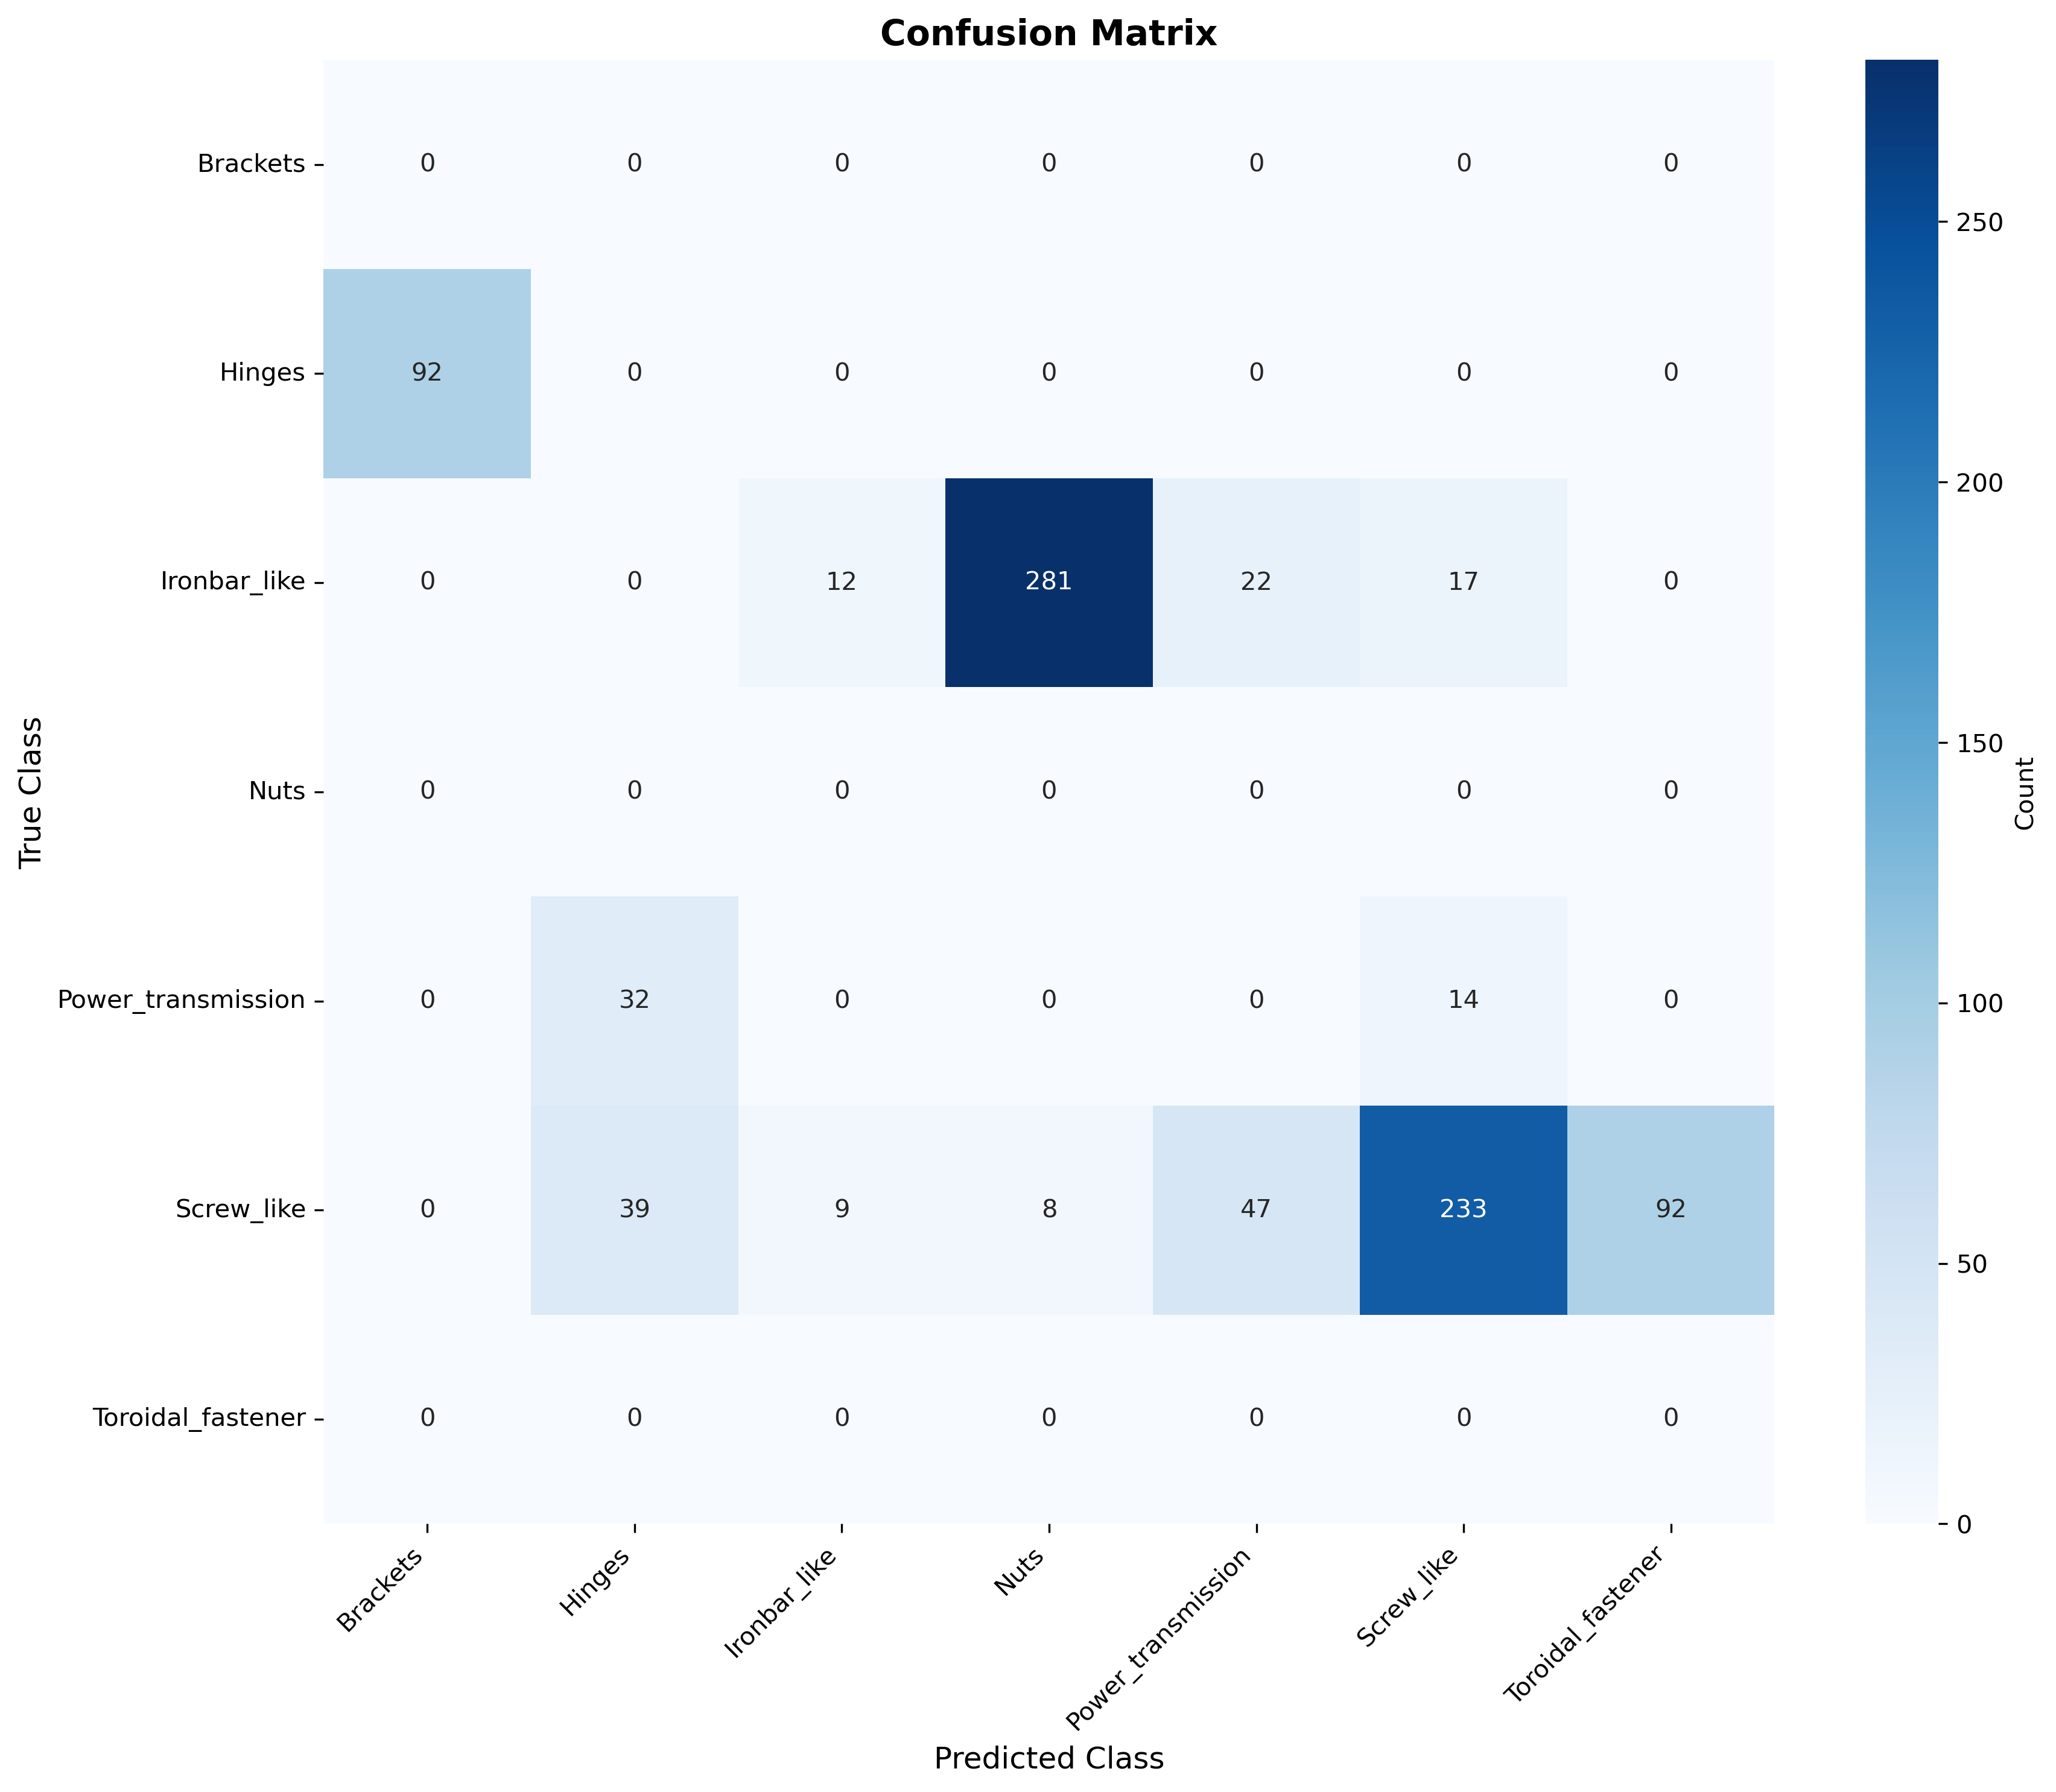 Confusion Matrix
Brackets 0 0 0 0 0 0 0
Hinges 92 0 0 0 0 0 0
Ironbar_like 0 0 12 281 22 17 0
Nuts 0 0 0 0 0 0 0
Power_transmission 0 32 0 0 0 14 0
Screw_like 0 39 9 8 47 233 92
Toroidal_fastener 0 0 0 0 0 0 0
True Class
Brackets
Hinges
Ironbar_like
Nuts
Power_transmission
Screw_like
Toroidal_fastener
Predicted Class
250
200
150
100
50
0
Count